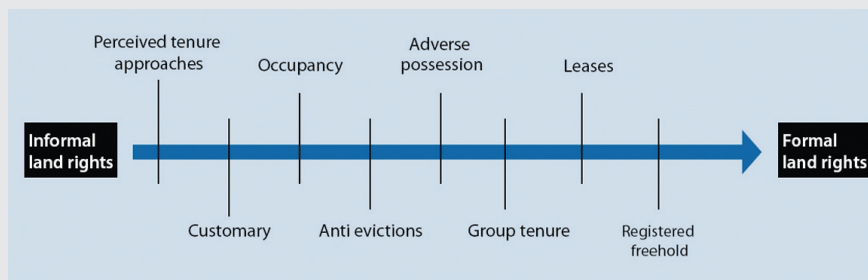 Perceived tenure
approaches
Occupancy
Adverse
possession
Leases
Informal
land rights
Formal
land rights
Customary
Anti evictions
Group tenure
Registered
freehold